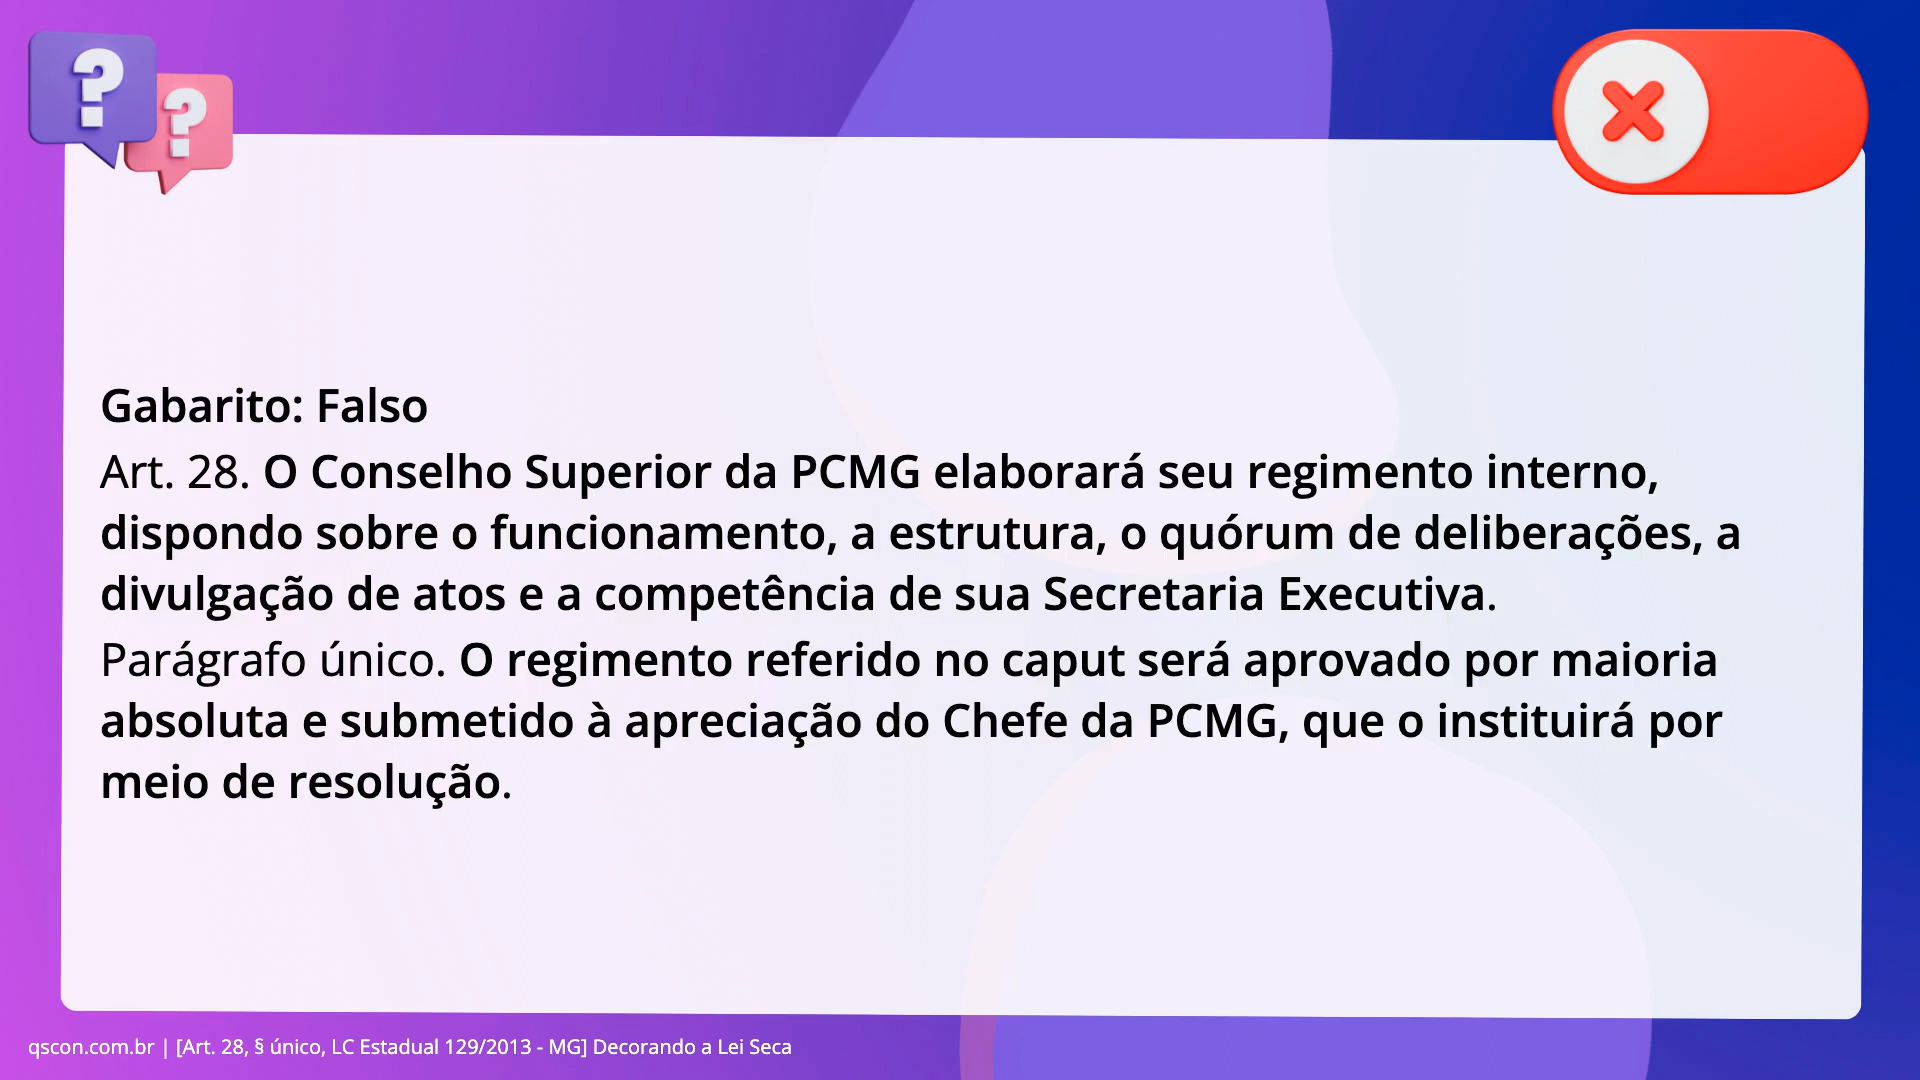 Gabarito: Falso
Art. 28. O Conselho Superior da PCMG elaborará seu regimento interno,
dispondo sobre o funcionamento, a estrutura, o quórum de deliberações, a
divulgação de atos e a competência de sua Secretaria Executiva.
Parágrafo único. O regimento referido no caput será aprovado por maioria
absoluta e submetido à apreciação do Chefe da PCMG, que o instituirá por
meio de resolução.
qscon.com.br | [Art. 28, § único, LC Estadual 129/2013 - MG] Decorando a Lei Seca